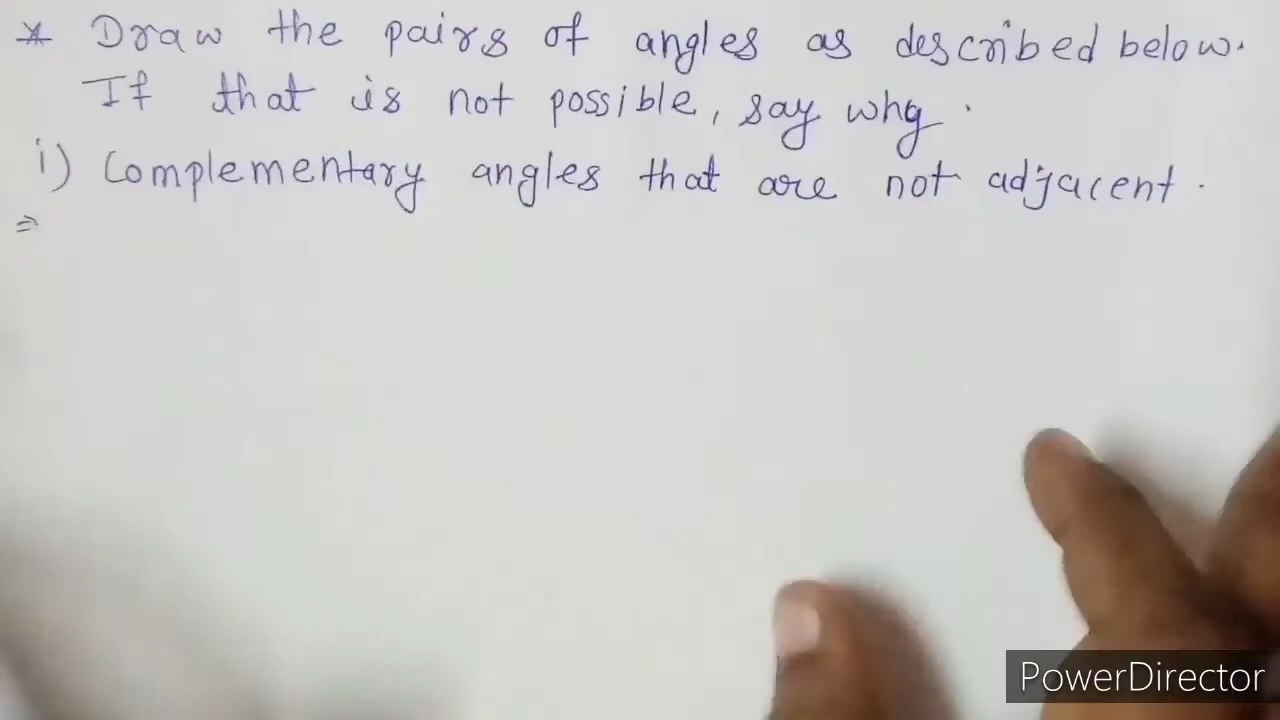 * Draw the pairs of angles as described below.
If that is not possible, say why.
i) Complementary angles that are not adjacent.
⇒
PowerDirector